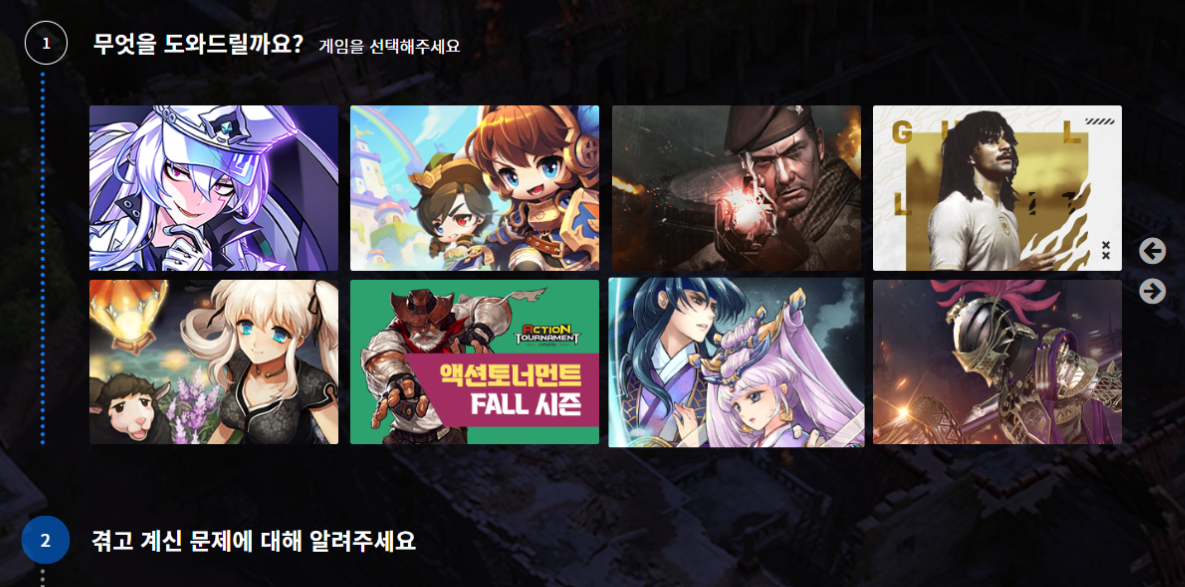 1
무엇을 도와드릴까요? 게임을 선택해주세요
G U L
L I T
ACTION
TOURNAMENT
액션토너먼트
FALL 시즌
2
겪고 계신 문제에 대해 알려주세요